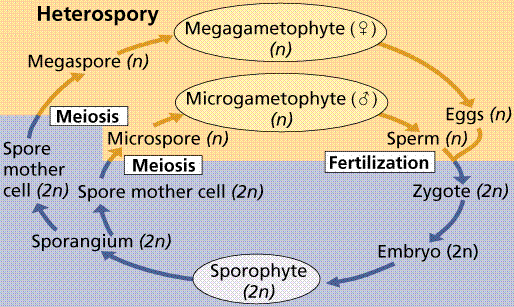 Heterospory
Megagametophyte (♀)
(n)
Megaspore (n)
Microgametophyte (♂)
(n)
Eggs (n)
Meiosis
Microspore (n)
Sperm (n)
Spore
mother
cell (2n)
Meiosis
Fertilization
Spore mother cell (2n)
Zygote (2n)
Sporangium (2n)
Embryo (2n)
Sporophyte
(2n)